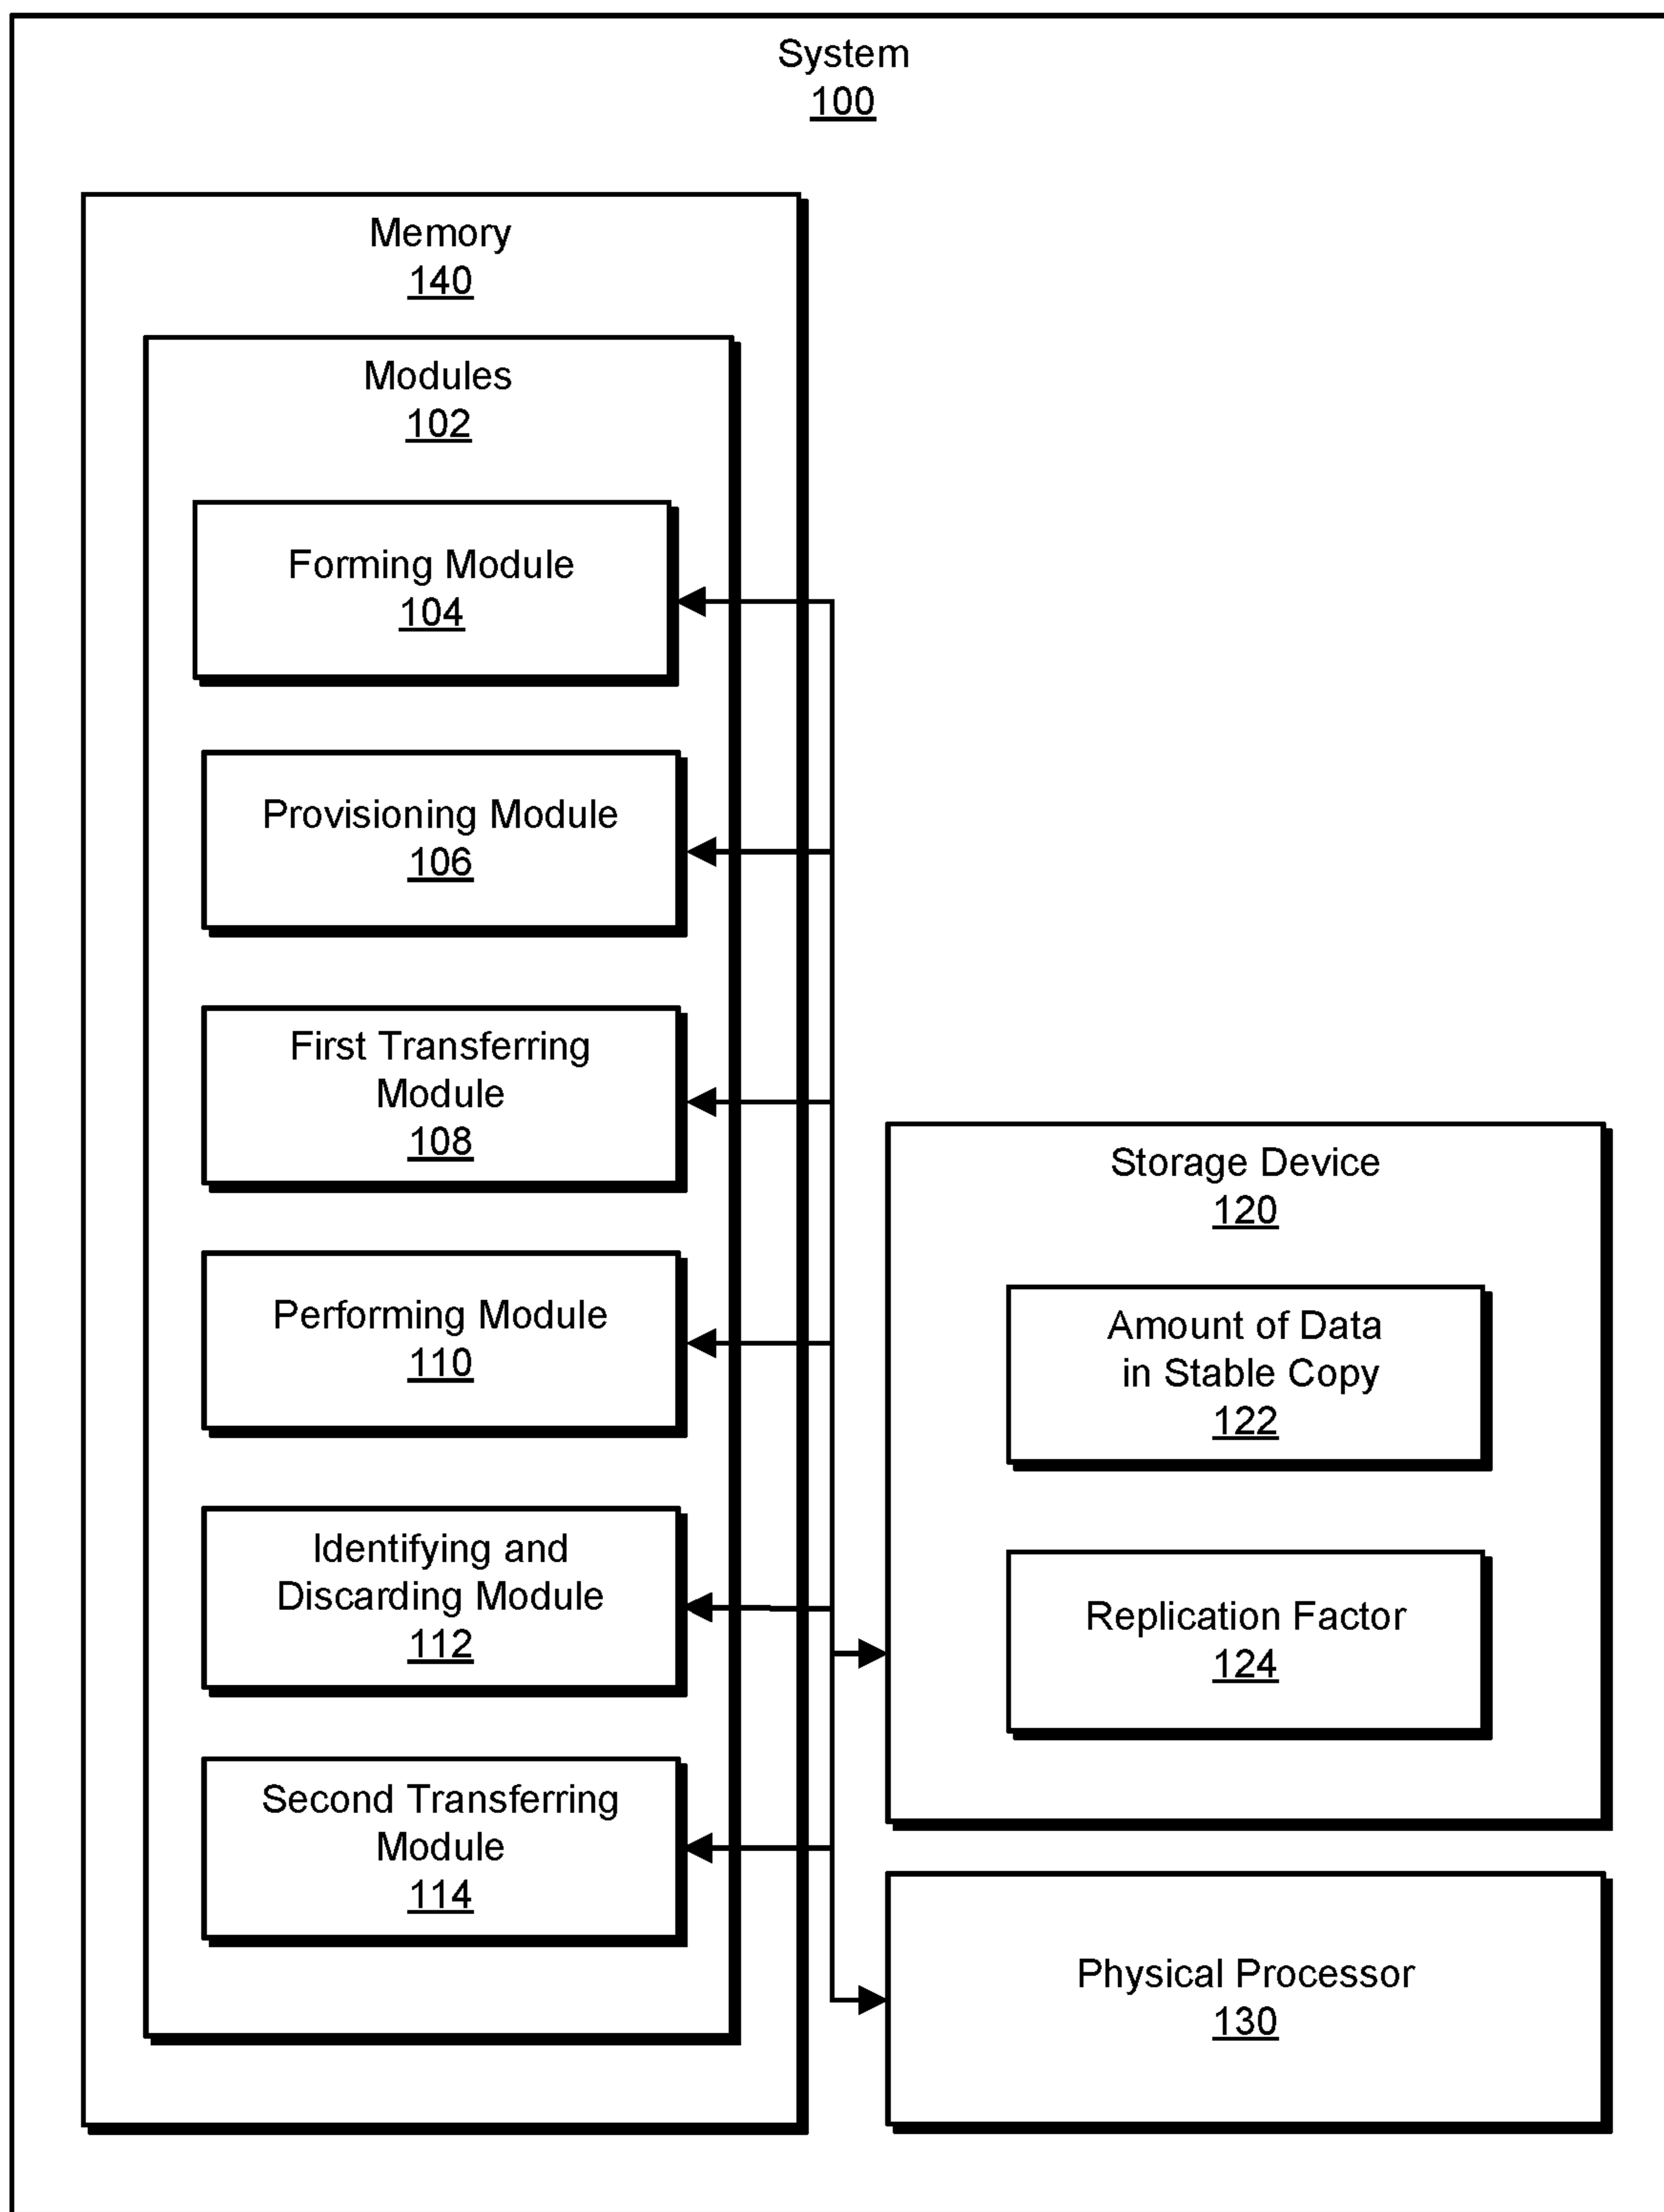 System
100
Memory
140
Modules
102
Forming Module
104
Provisioning Module
106
First Transferring
Module
108
Performing Module
110
Identifying and
Discarding Module
112
Second Transferring
Module
114
Storage Device
120
Amount of Data
in Stable Copy
122
Replication Factor
124
Physical Processor
130